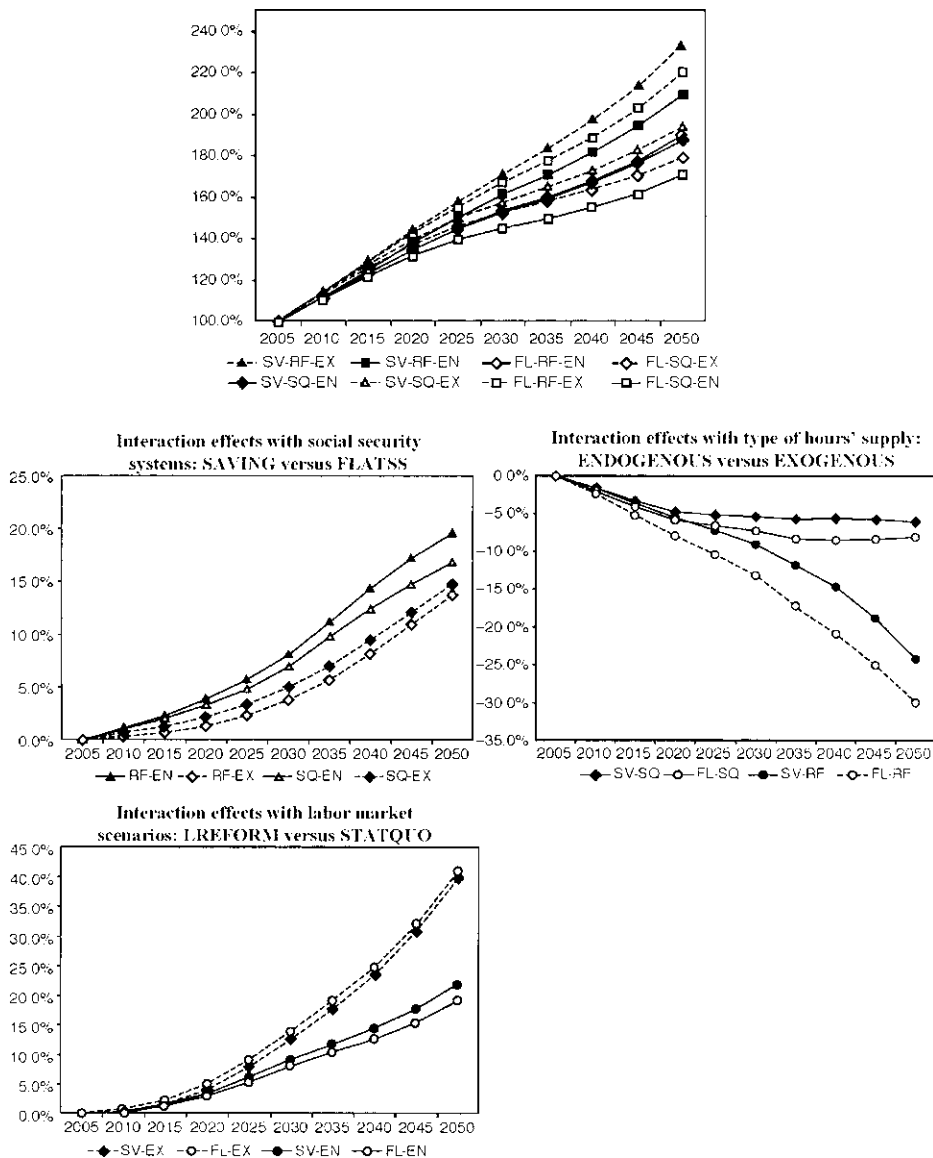 240.0%
220.0%
200.0%
180.0%
160.0%
140.0%
120.0%
100.0%
2005 2010 2015 2020 2025 2030 2035 2040 2045 2050
SV-RF-EX SV-RF-EN FL-RF-EN FL-SQ-EX
SV-SQ-EN SV-SQ-EX FL-RF-EX FL-SQ-EN
Interaction effects with social security
systems: SAVING versus FLATSS
25.0%
20.0%
15.0%
10.0%
5.0%
0.0%
2005 2010 2015 2020 2025 2030 2035 2040 2045 2050
RF-EN RF-EX SQ-EN SQ-EX
Interaction effects with type of hours' supply:
ENDOGENOUS versus EXOGENOUS
0.0%
-5.0%
-10.0%
-15.0%
-20.0%
-25.0%
-30.0%
-35.0%
2005 2010 2015 2020 2025 2030 2035 2040 2045 2050
SV-SQ FL-SQ SV-RF FL-RF
Interaction effects with labor market
scenarios: LREFORM versus STATQUO
45.0%
40.0%
35.0%
30.0%
25.0%
20.0%
15.0%
10.0%
5.0%
0.0%
2005 2010 2015 2020 2025 2030 2035 2040 2045 2050
SV-EX FL-EX SV-EN FL-EN